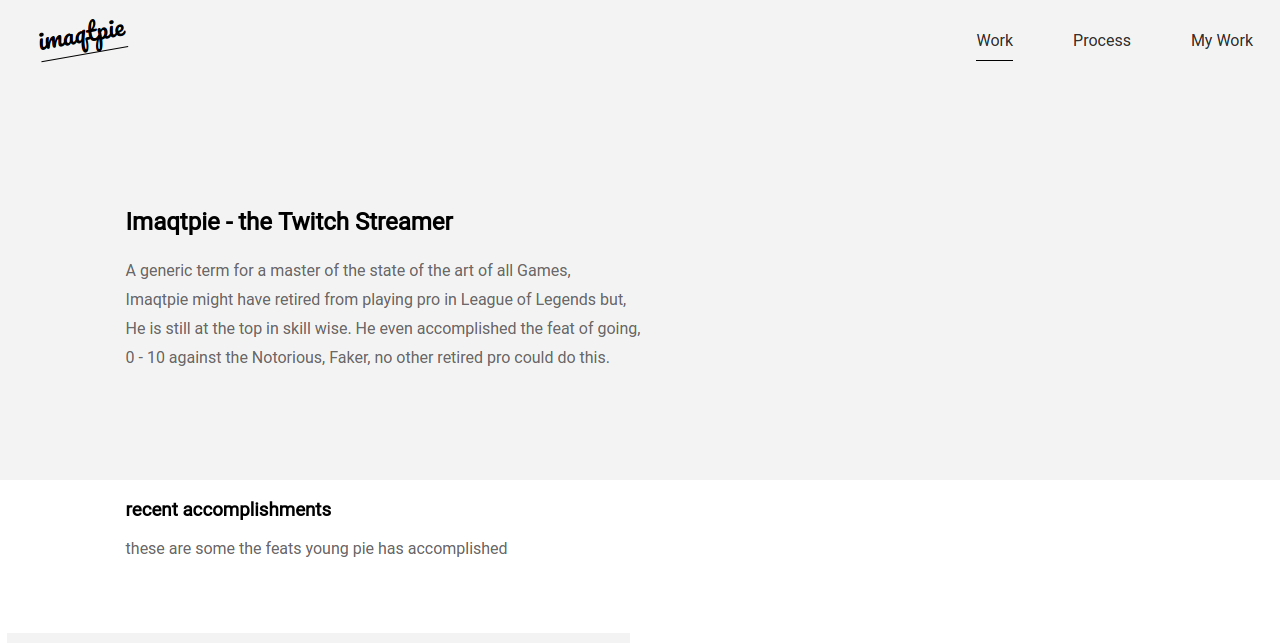 imaqtpie
Work Process My Work
Imaqtpie - the Twitch Streamer
A generic term for a master of the state of the art of all Games,
Imaqtpie might have retired from playing pro in League of Legends but,
He is still at the top in skill wise. He even accomplished the feat of going,
0 - 10 against the Notorious, Faker, no other retired pro could do this.
recent accomplishments
these are some the feats young pie has accomplished